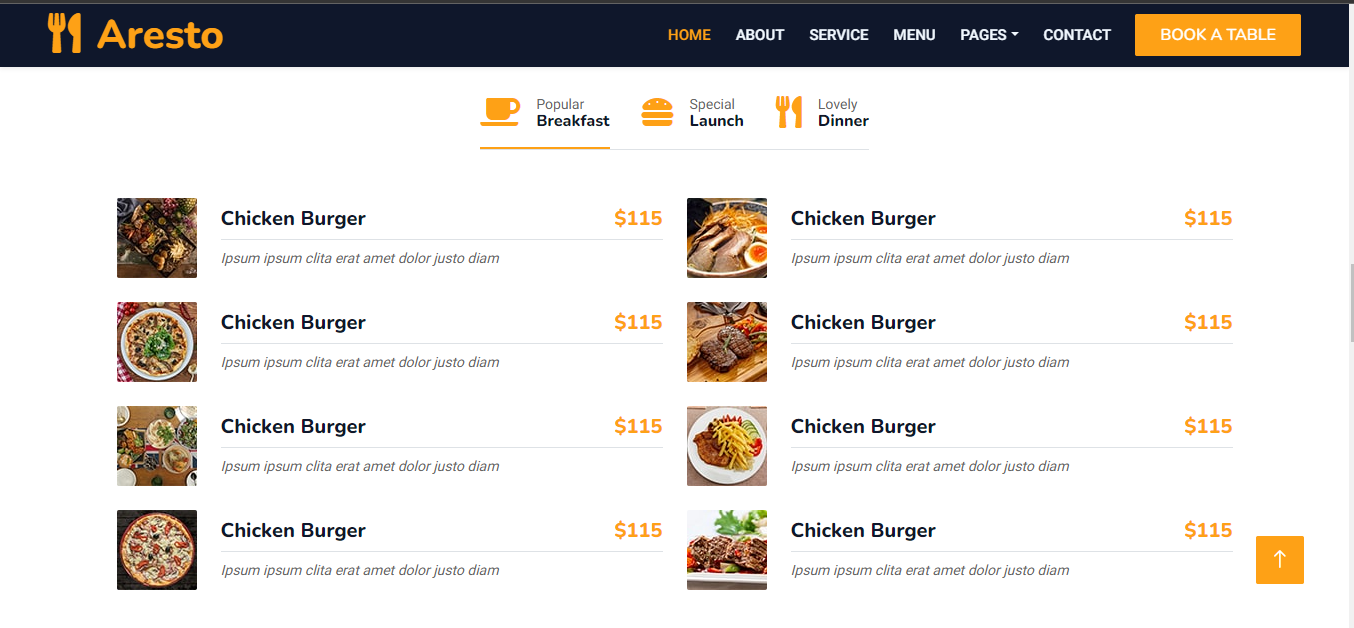 Aresto
HOME ABOUT SERVICE MENU PAGES CONTACT BOOK A TABLE
Popular
Breakfast
Special
Launch
Lovely
Dinner
Chicken Burger $115
Ipsum ipsum clita erat amet dolor justo diam
Chicken Burger $115
Ipsum ipsum clita erat amet dolor justo diam
Chicken Burger $115
Ipsum ipsum clita erat amet dolor justo diam
Chicken Burger $115
Ipsum ipsum clita erat amet dolor justo diam
Chicken Burger $115
Ipsum ipsum clita erat amet dolor justo diam
Chicken Burger $115
Ipsum ipsum clita erat amet dolor justo diam
Chicken Burger $115
Ipsum ipsum clita erat amet dolor justo diam
Chicken Burger $115
Ipsum ipsum clita erat amet dolor justo diam